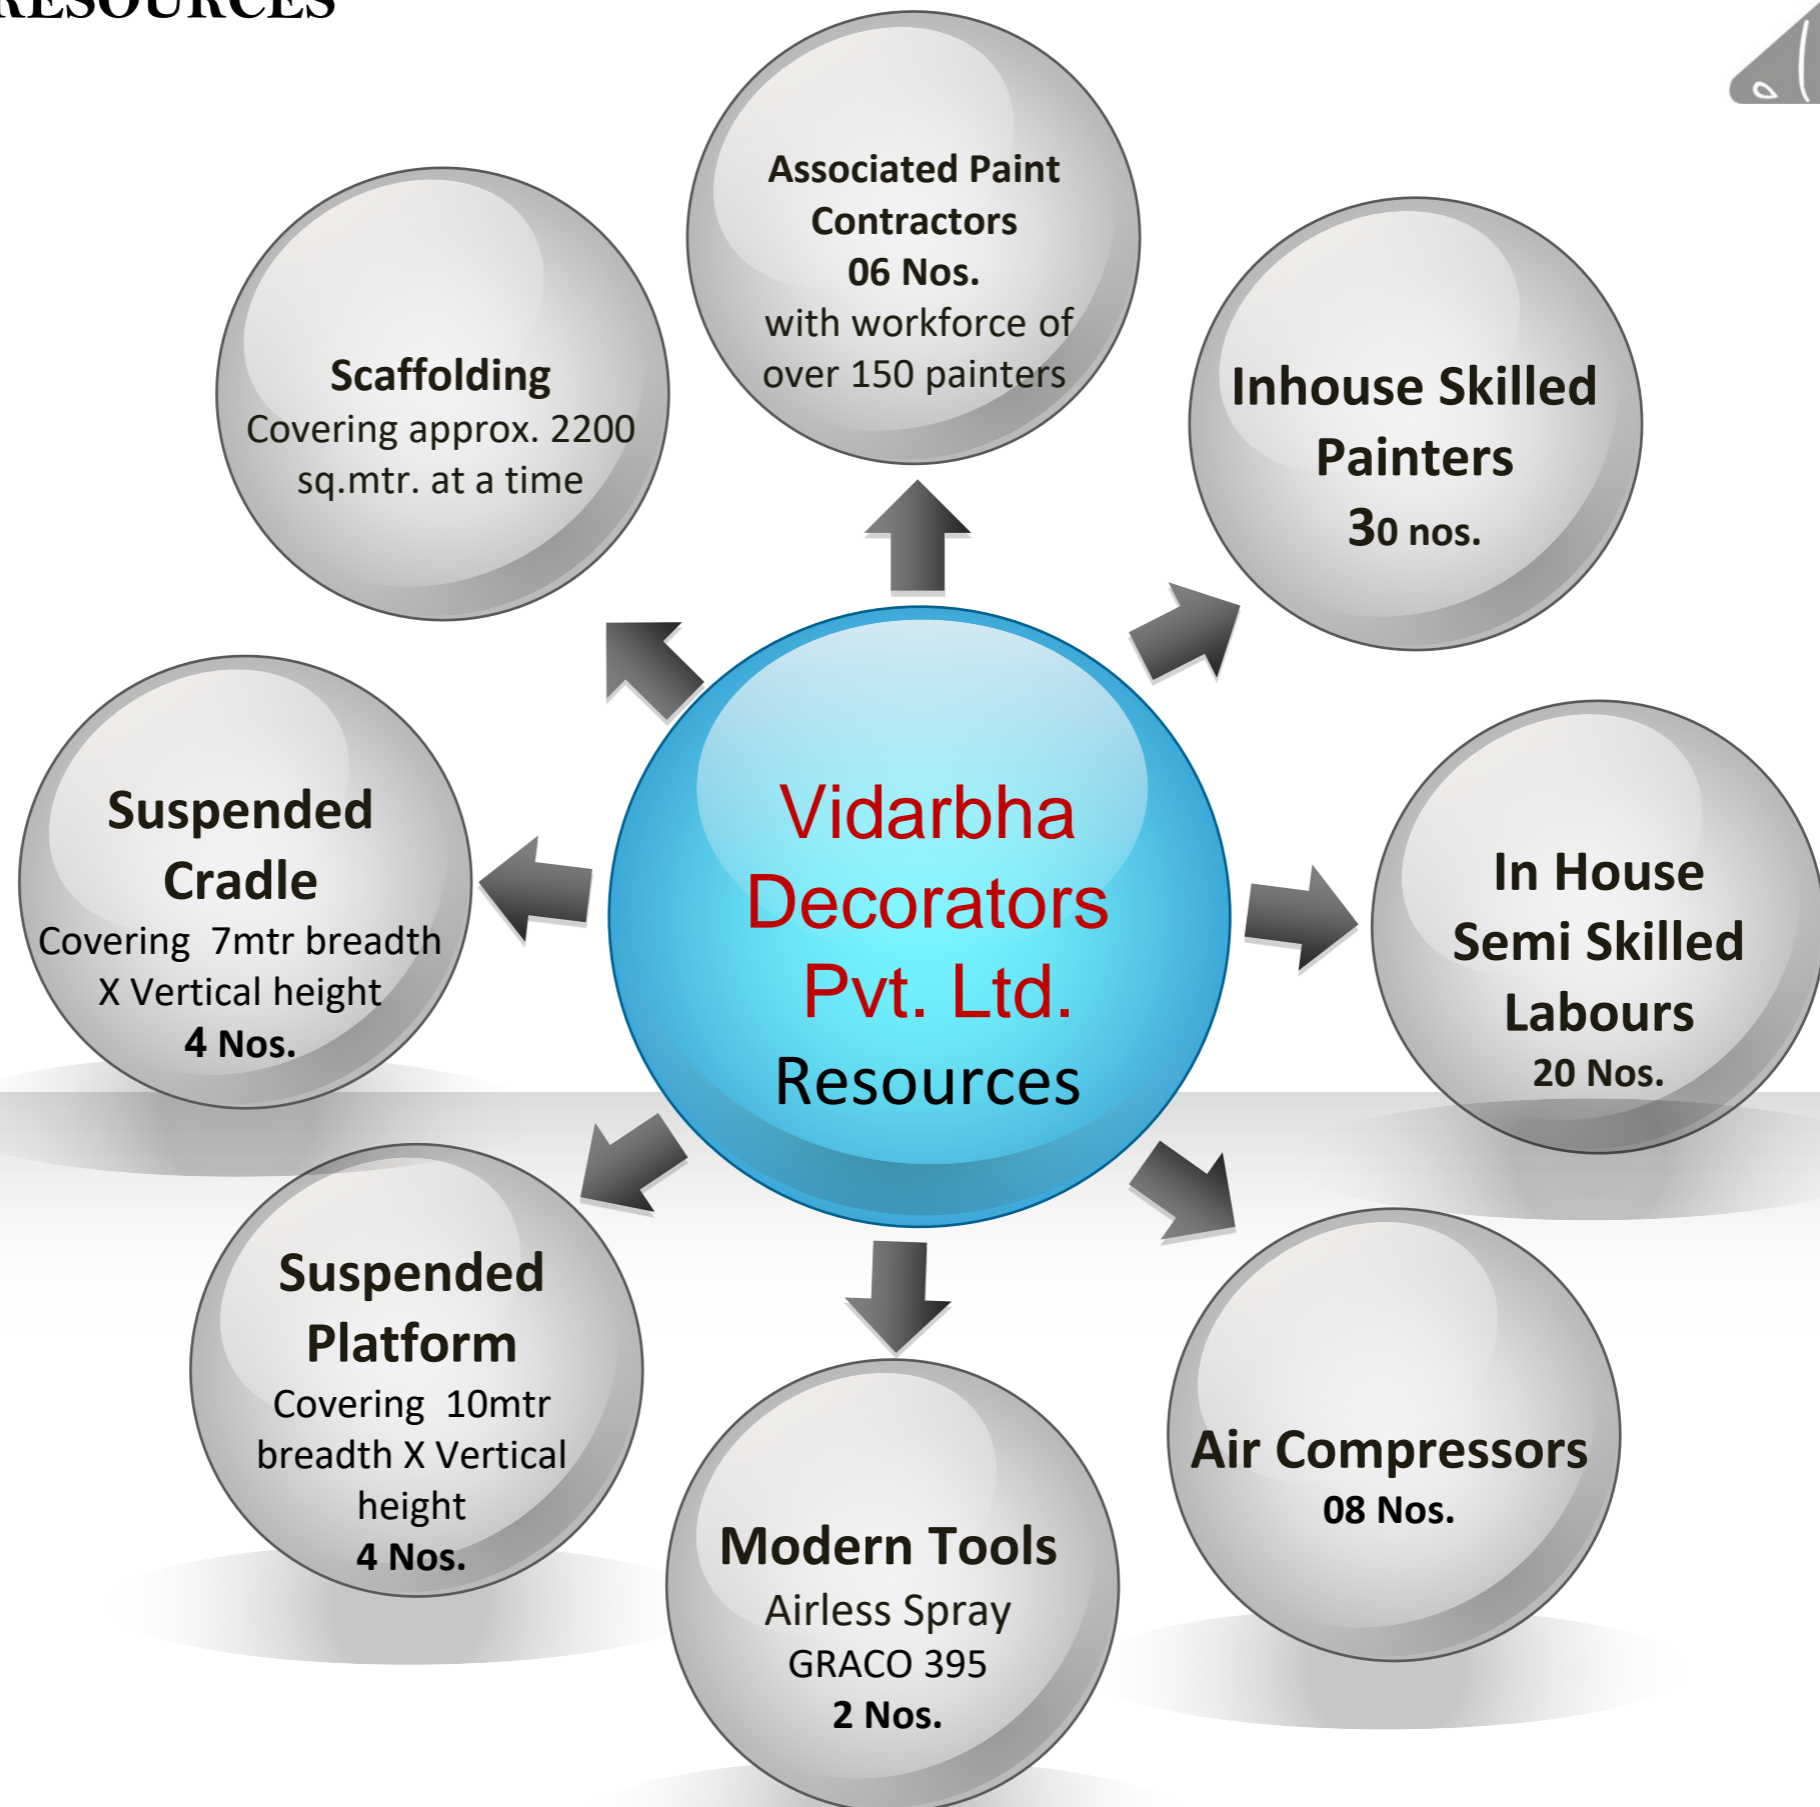 RESOURCES
Associated Paint
Contractors
06 Nos.
with workforce of
over 150 painters
Inhouse Skilled
Painters
30 nos.
In House
Semi Skilled
Labours
20 Nos.
Air Compressors
08 Nos.
Modern Tools
Airless Spray
GRACO 395
2 Nos.
Suspended
Platform
Covering 10mtr
breadth X Vertical
height
4 Nos.
Suspended
Cradle
Covering 7mtr breadth
X Vertical height
4 Nos.
Scaffolding
Covering approx. 2200
sq.mtr. at a time
Vidarbha
Decorators
Pvt. Ltd.
Resources